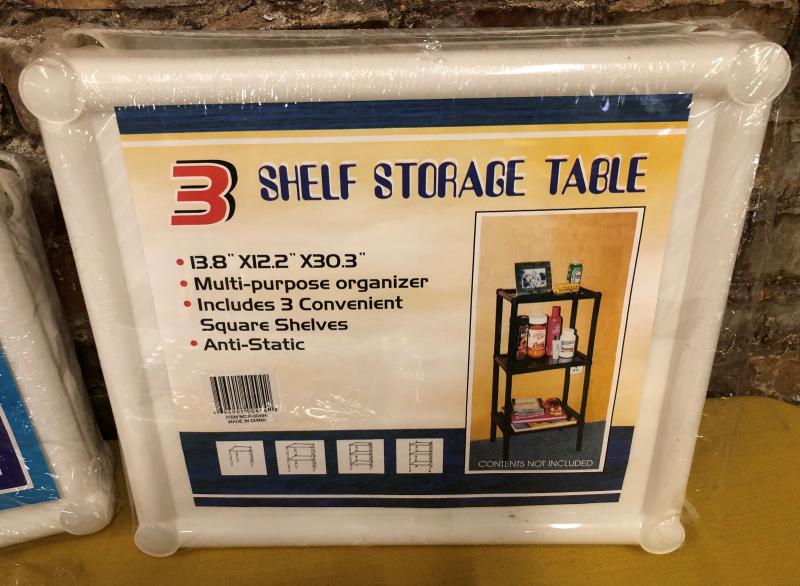 3 SHELF STORAGE TABLE
• 13.8" X12.2" X30.3"
• Multi-purpose organizer
• Includes 3 Convenient
Square Shelves
• Anti-Static
MADE IN CHINA
CONTENTS NOT INCLUDED